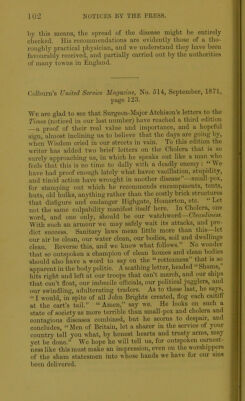 102 NOTICES BY THE PRESS.
by this means, the spread of the disease might be entirely
checked. His recommendations are evidently those of a tho-
roughly practical physician, and we understand they have been
favourably received, and partially carried out by the authorities
of many towns in England.
Colburn's United Service Magazine, No. 514, September, 1871,
page 123.
We are glad to see that Surgeon-Major Atchison's letters to the
Times (noticed in our last number) have reached a third edition
—a proof of their real value and importance, and a hopeful
sign, almost inclining us to believe that the days are going by,
when Wisdom cried in our streets in vain. To this edition the
writer has added two brief letters on the Cholera that is so
surely approaching us, in which he speaks out like a man who
feels that this is no time to dally with a deadly enemy: "We
have had proof enough lately what havoc vacillation, stupidity,
and timid action have wrought in another disease"—small-pox,
for stamping out which he recommends encampments, tents,
huts, old hulks, anything rather than the costly brick structures
that disfigure and endanger Highgate, Homerton, etc. "Let
not the same culpability manifest itself here. In Cholera, one
word, and one only, should be our watchword—Cleanliness.
With such an armour we may safely wait its attacks, and pre-
dict success. Sanitary laws mean little more than this—let
our air be clean, our water clean, our bodies, soil and dwellings
clean. Reverse this, and we know what follows." No wonder
that so outspoken a champion of clean homes and clean bodies
should also have a word to say on the "rottenness" that is so
apparent in the body politic. A scathing letter, headed "Shams,"
hits right and left at our troops that can't march, and our ships
that can't float, our imbecile officials, our political jugglers, and
our swindling, adulterating traders. As to these last, he says,
"I would, in spite of all John Brights created, flog each caitiff
at the cart's tail." "Amen," say we. He looks on such a
state of society as more terrible than small-pox and cholera and
contagious diseases combined, but he scorns to despair, and
concludes, "Men of Britain, let a sharer in the service of your
country tell you what, by honest hearts and trusty arms, may
yet be done." We hope he will tell us, for outspoken earnest-
ness like this must make an impression, even on the worshippers
of the sham statesmen into whose hands we have for our sins
been delivered.